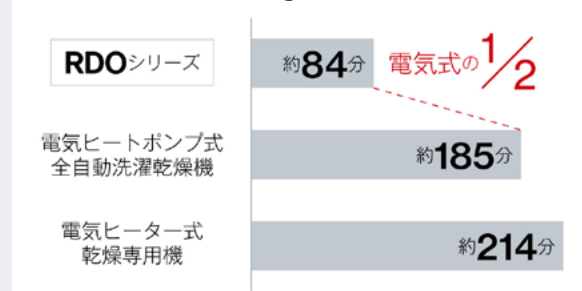 RDOシリーズ
約84分
電気式の1/2
電気ヒートポンプ式
全自動洗濯乾燥機
約185分
電気ヒーター式
乾燥専用機
約214分